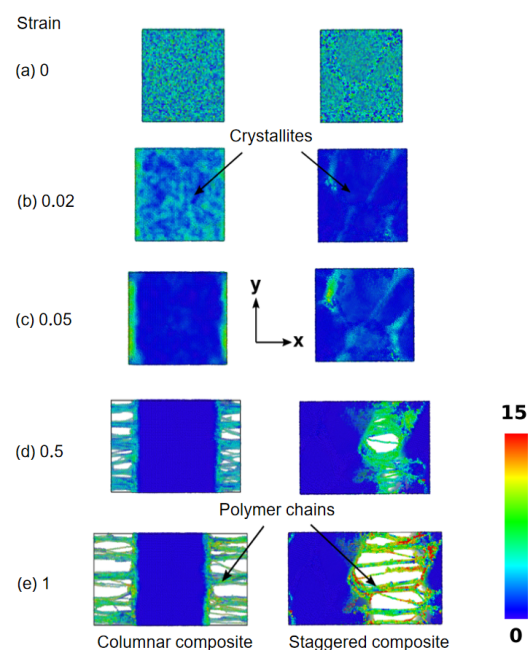 Strain
(a) 0
Crystallites
(b) 0.02
y
x
(c) 0.05
15
(d) 0.5
Polymer chains
(e) 1
0
Columnar composite
Staggered composite